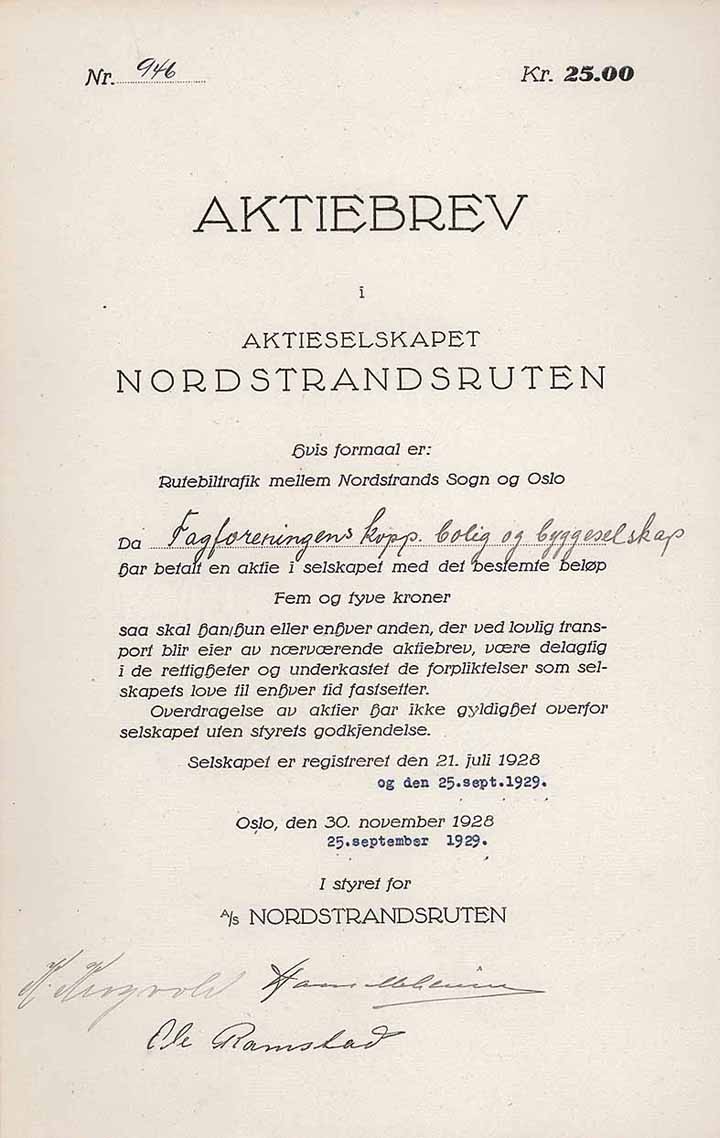 Nr. 946 Kr. 25.00
AKTIEBREV
i
AKTIESELSKAPET
NORDSTRANDSRUTEN
Hvis formaal er:
Rutebiltrafik mellem Nordstrands Sogn og Oslo
Da Fagforeningens kopp. bolig og byggeselskap
har betalt en aktie i selskapet med det bestemte beløp
Fem og tyve kroner
saa skal han/hun eller enhver anden, der ved lovlig trans-
port blir eier av nærværende aktiebrev, være delagtig
i de rettigheter og underkastet de forpliktelser som sel-
skapets love til enhver tid fastsetter.
Overdragelse av aktier har ikke gyldighet overfor
selskapet uten styrets godkjendelse.
Selskapet er registreret den 21. juli 1928
og den 25.sept.1929.
Oslo, den 30. november 1928
25.september 1929.
I styret for
A/s NORDSTRANDSRUTEN
Ole Ramstad